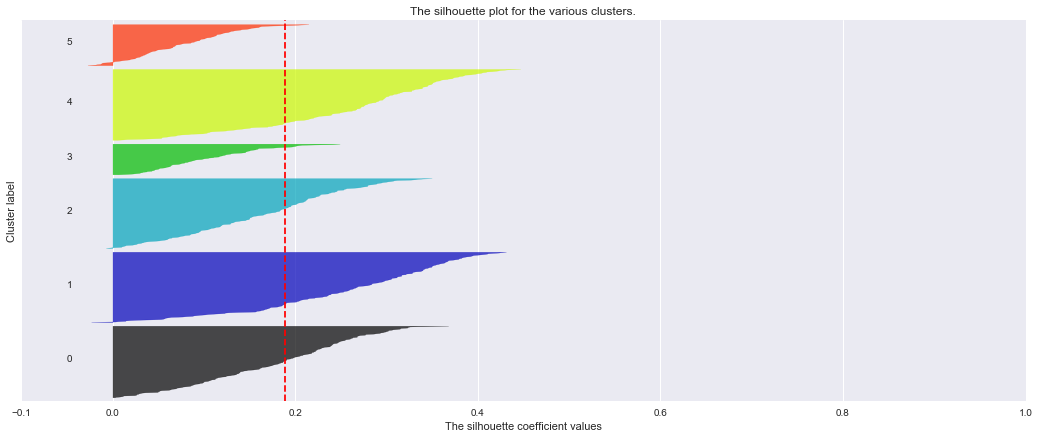 The silhouette plot for the various clusters.
5
4
3
2
1
0
Cluster label
−0.1 0.0 0.2 0.4 0.6 0.8 1.0
The silhouette coefficient values